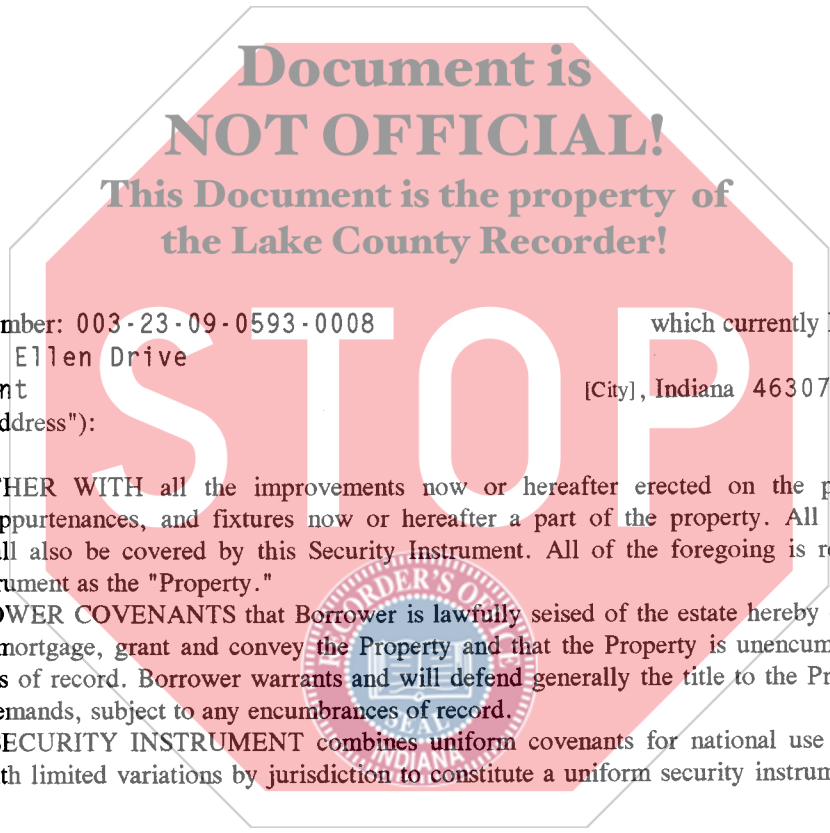 Document is
NOT OFFICIAL!
This Document is the property of
the Lake County Recorder!
mber: 003-23-09-0593-0008 which currently
Ellen Drive
nt [City], Indiana 46307
ddress"):
STOP
THER WITH all the improvements now or hereafter erected on the p
ppurtenances, and fixtures now or hereafter a part of the property. All
ll also be covered by this Security Instrument. All of the foregoing is re
rument as the "Property."
OWER COVENANTS that Borrower is lawfully seised of the estate hereby
mortgage, grant and convey the Property and that the Property is unencum
s of record. Borrower warrants and will defend generally the title to the Pr
emands, subject to any encumbrances of record.
SECURITY INSTRUMENT combines uniform covenants for national use
th limited variations by jurisdiction to constitute a uniform security instrum
RECORDER'S OFFICE
SEAL
INDIANA